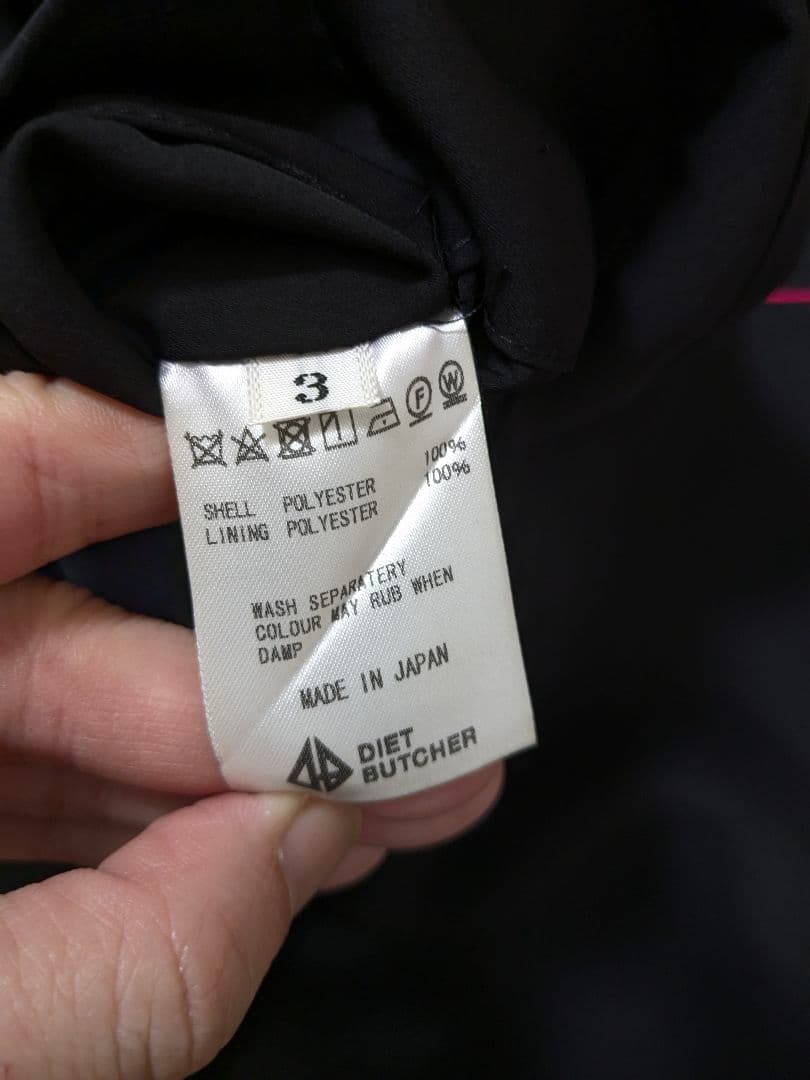 3
F W
SHELL POLYESTER 100%
LINING POLYESTER 100%
WASH SEPARATERY
COLOUR MAY RUB WHEN
DAMP
MADE IN JAPAN
DIET
BUTCHER